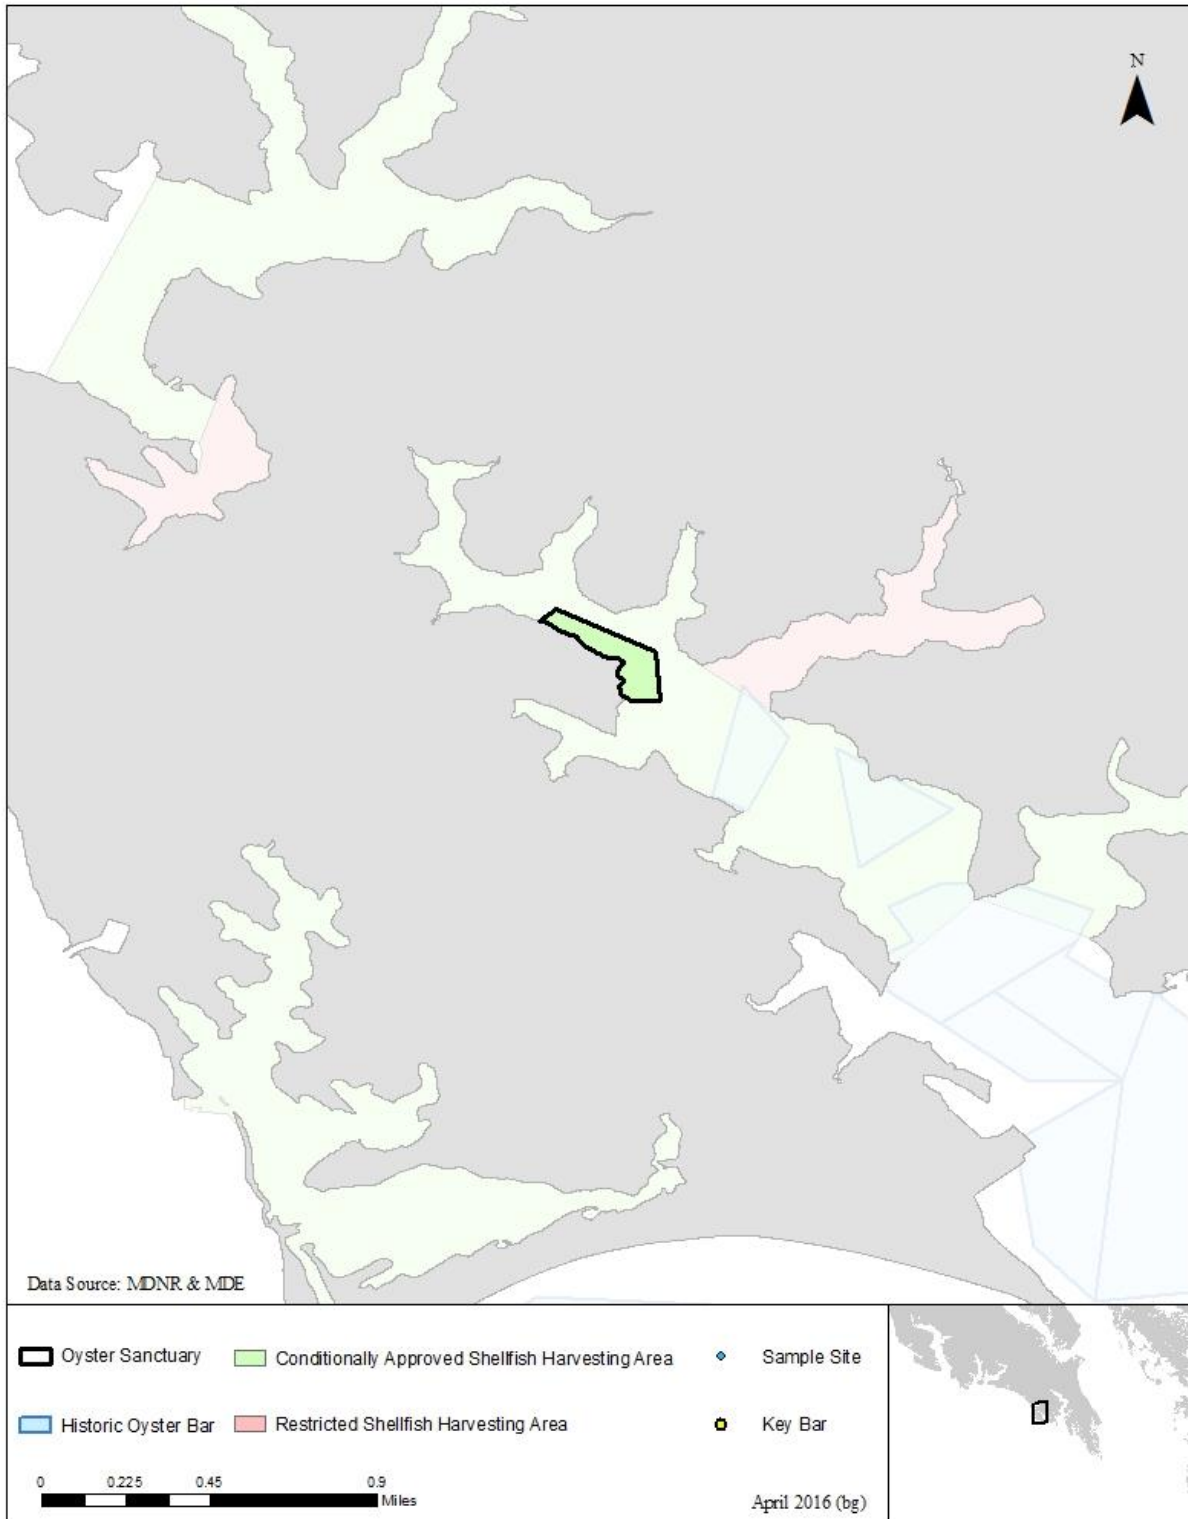 N
Data Source: MDNR & MDE
Oyster Sanctuary
Conditionally Approved Shellfish Harvesting Area
Sample Site
Historic Oyster Bar
Restricted Shellfish Harvesting Area
Key Bar
0 0.225 0.45 0.9
Miles
April 2016 (bg)